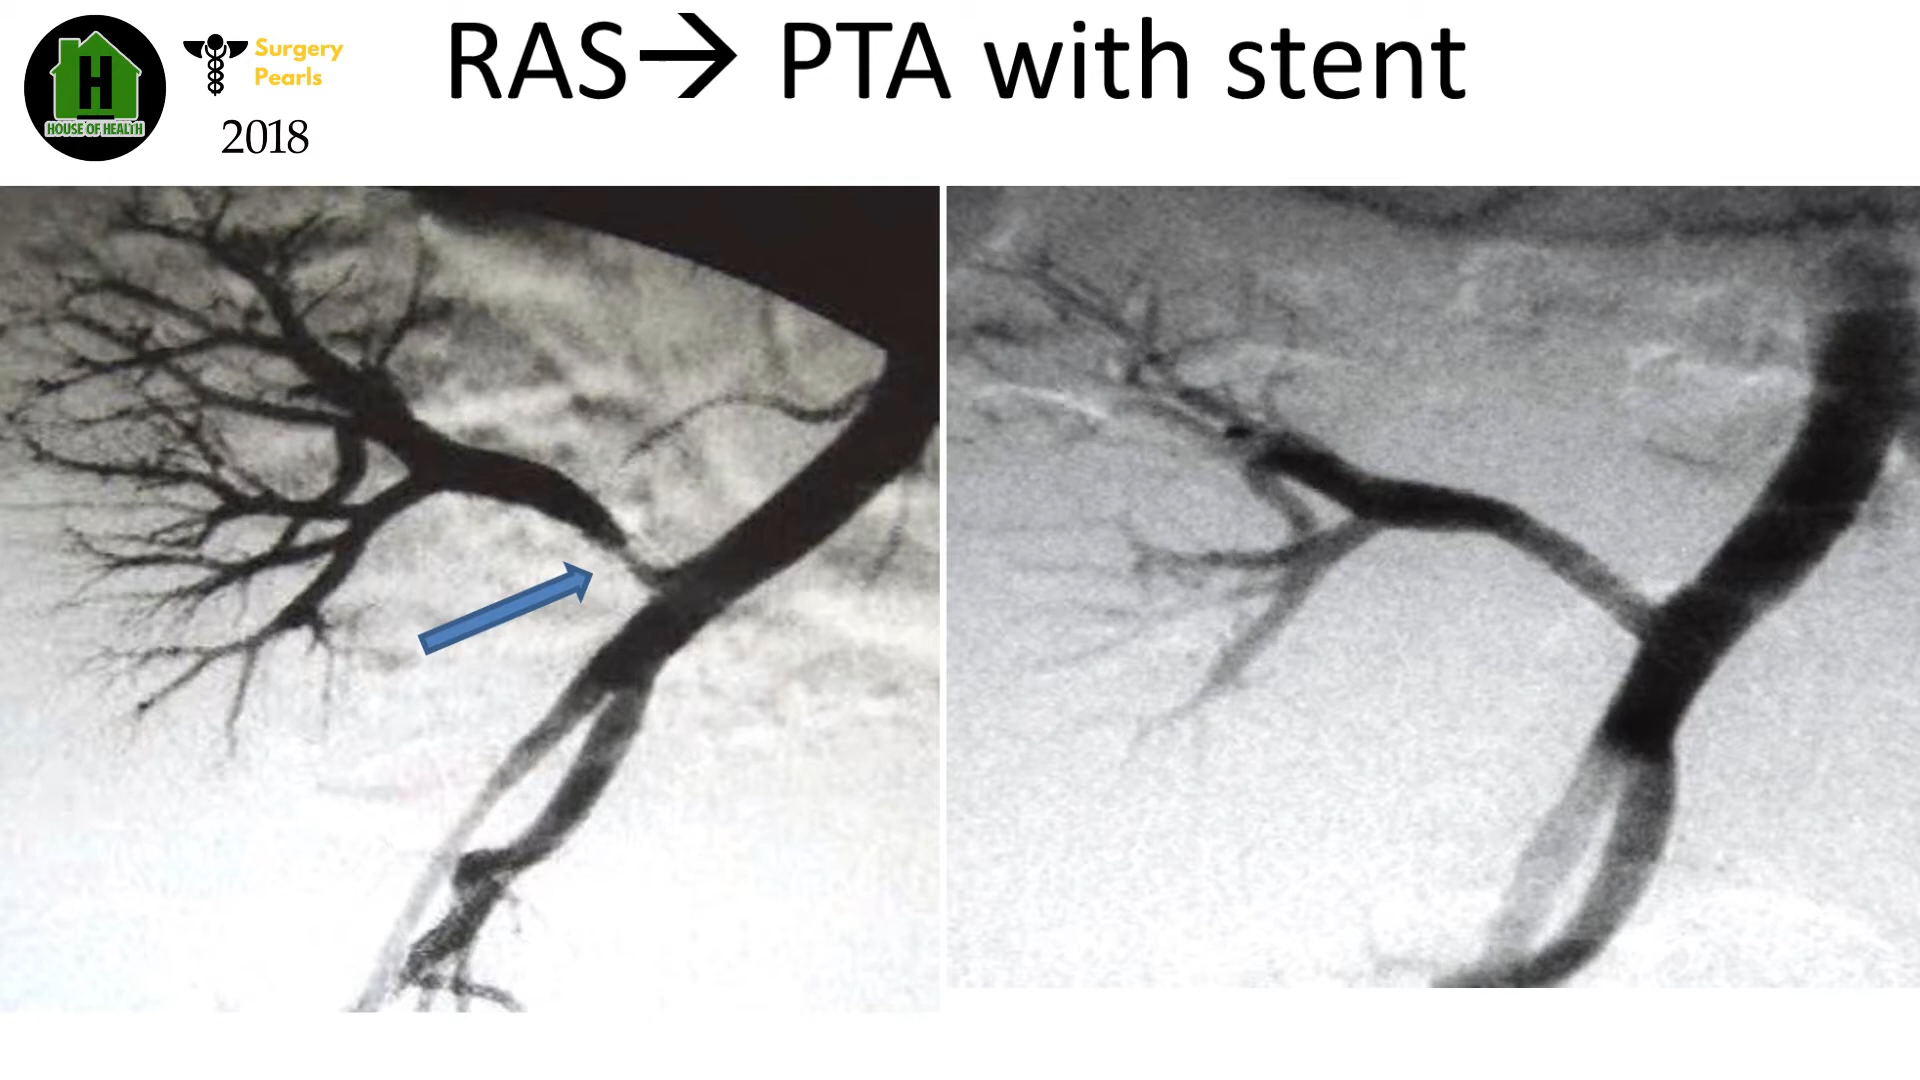 RAS→ PTA with stent
H
HOUSE OF HEALTH
Surgery
Pearls
2018